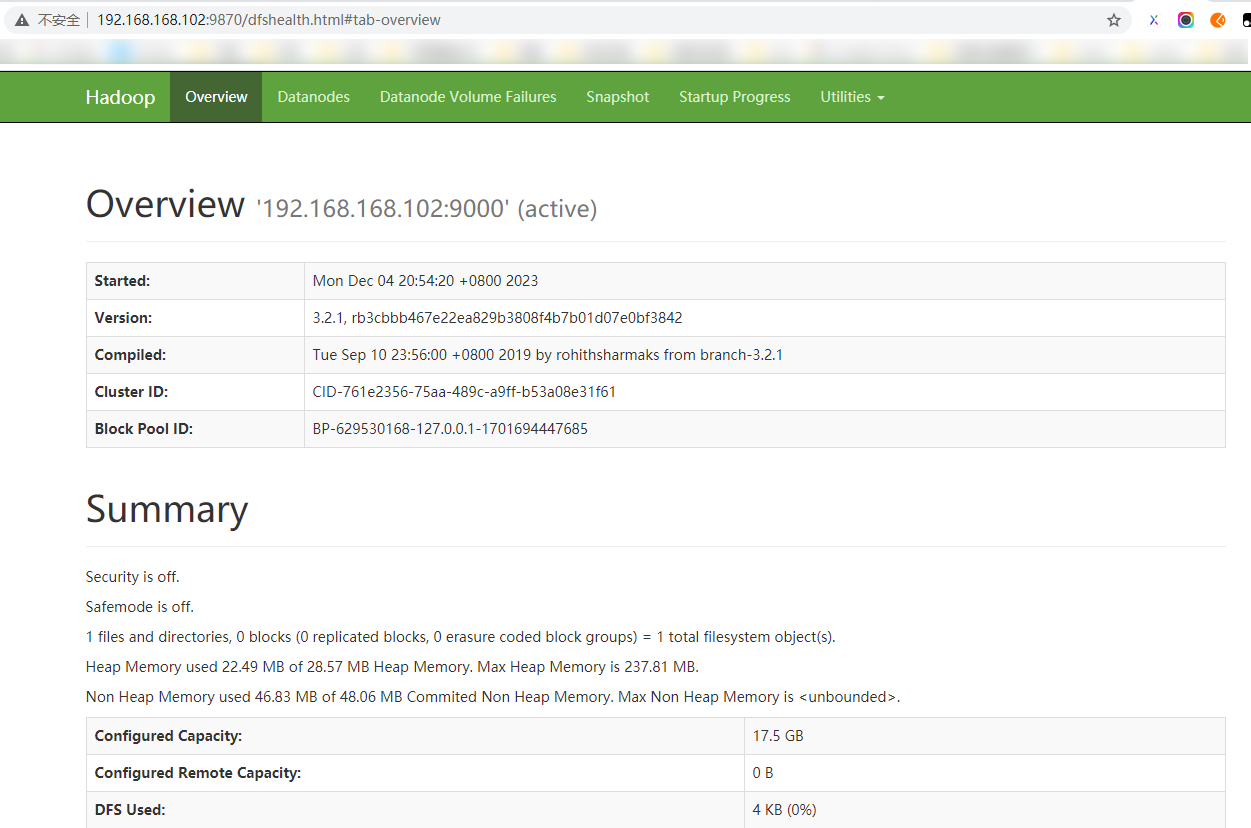 不安全 192.168.168.102:9870/dfshealth.html#tab-overview
Hadoop Overview Datanodes Datanode Volume Failures Snapshot Startup Progress Utilities
Overview '192.168.168.102:9000' (active)
Started: Mon Dec 04 20:54:20 +0800 2023
Version: 3.2.1, rb3cbbb467e22ea829b3808f4b7b01d07e0bf3842
Compiled: Tue Sep 10 23:56:00 +0800 2019 by rohithsharmaks from branch-3.2.1
Cluster ID: CID-761e2356-75aa-489c-a9ff-b53a08e31f61
Block Pool ID: BP-629530168-127.0.0.1-1701694447685
Summary
Security is off.
Safemode is off.
1 files and directories, 0 blocks (0 replicated blocks, 0 erasure coded block groups) = 1 total filesystem object(s).
Heap Memory used 22.49 MB of 28.57 MB Heap Memory. Max Heap Memory is 237.81 MB.
Non Heap Memory used 46.83 MB of 48.06 MB Commited Non Heap Memory. Max Non Heap Memory is <unbounded>.
Configured Capacity: 17.5 GB
Configured Remote Capacity: 0 B
DFS Used: 4 KB (0%)